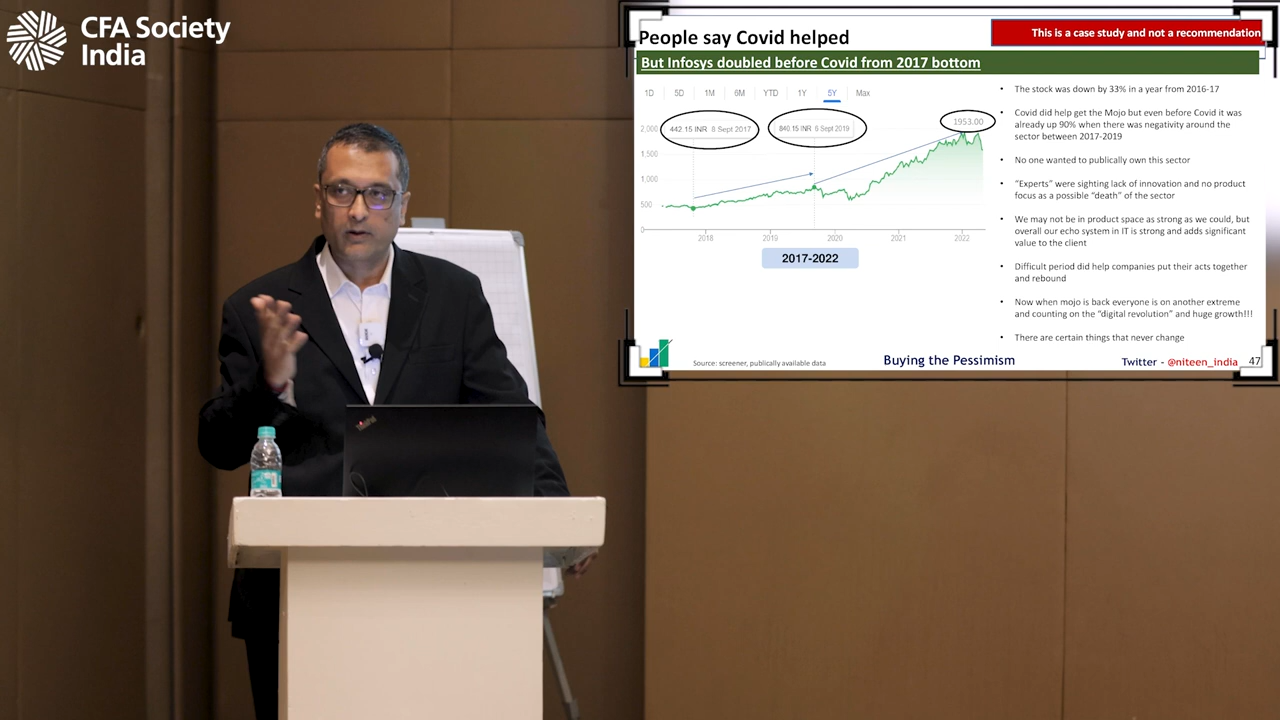 CFA Society
India
People say Covid helped
This is a case study and not a recommendation
But Infosys doubled before Covid from 2017 bottom
1D 5D 1M 6M YTD 1Y 5Y Max
2,000
1,500
1,000
500
0
442.15 INR 8 Sept 2017
840.15 INR 6 Sept 2019
1953.00
2018 2019 2020 2021 2022
2017-2022
• The stock was down by 33% in a year from 2016-17
• Covid did help get the Mojo but even before Covid it was
already up 90% when there was negativity around the
sector between 2017-2019
• No one wanted to publically own this sector
• “Experts” were sighting lack of innovation and no product
focus as a possible “death” of the sector
• We may not be in product space as strong as we could, but
overall our echo system in IT is strong and adds significant
value to the client
• Difficult period did help companies put their acts together
and rebound
• Now when mojo is back everyone is on another extreme
and counting on the “digital revolution” and huge growth!!!
• There are certain things that never change
Source: screener, publically available data
Buying the Pessimism
Twitter - @niteen_india 47
ThinkPad